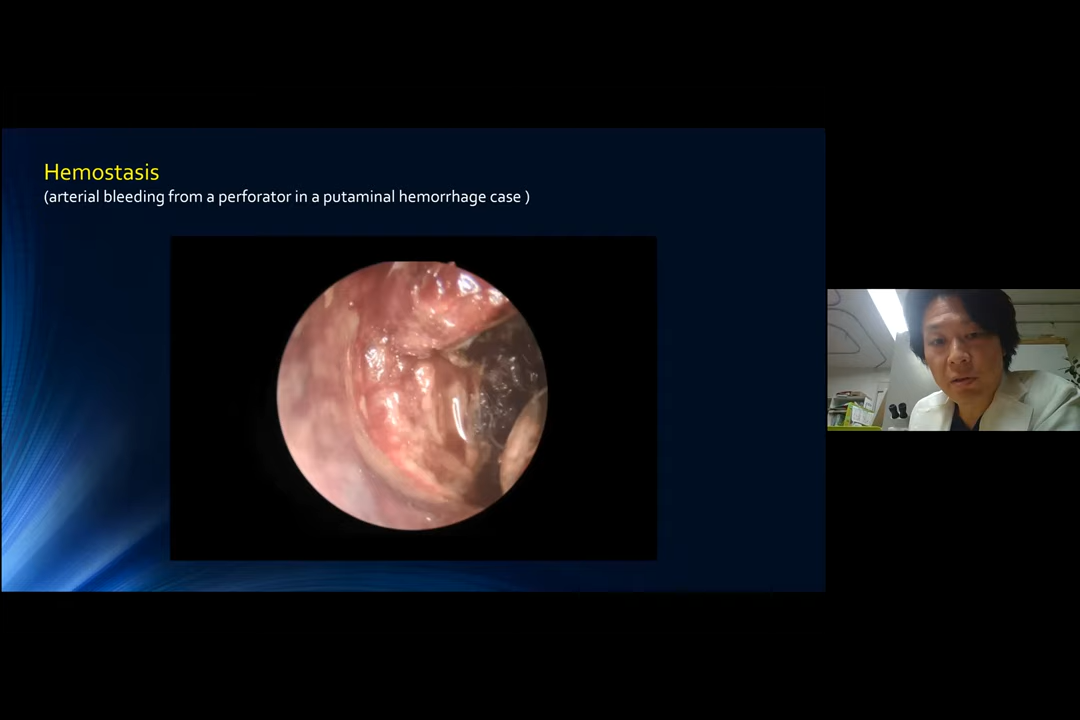 Hemostasis
(arterial bleeding from a perforator in a putaminal hemorrhage case )